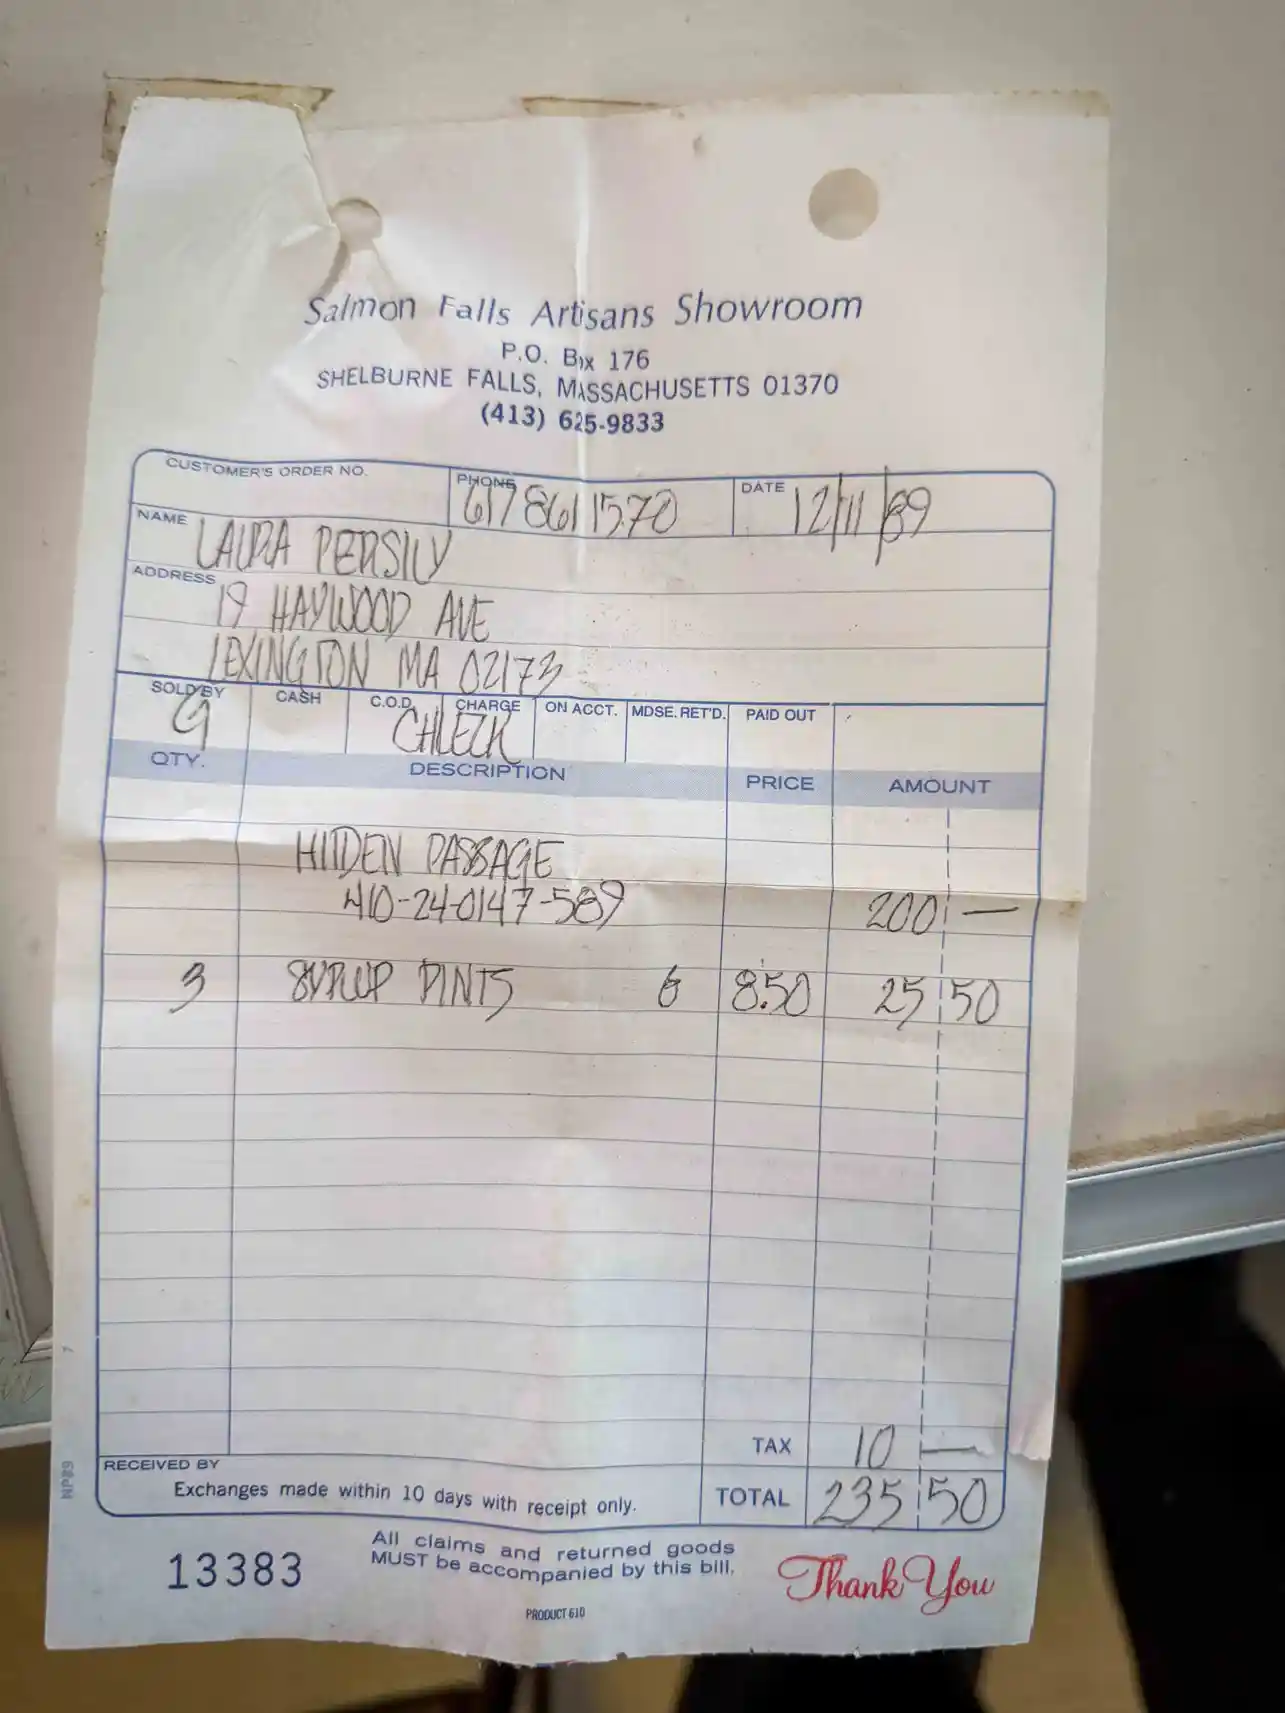 Salmon Falls Artisans Showroom
P.O. Box 176
SHELBURNE FALLS, MASSACHUSETTS 01370
(413) 625-9833
CUSTOMER'S ORDER NO. PHONE 617 861 1570 DATE 12/11/89
NAME LAURA PERSILY
ADDRESS 19 HAYWOOD AVE
LEXINGTON MA 02173
SOLD BY CASH C.O.D. CHARGE ON ACCT. MDSE. RET'D. PAID OUT
G CHECK
QTY. DESCRIPTION PRICE AMOUNT
HIDDEN PASSAGE
410-24-0147-589 200 —
3 SYRUP PINTS 8.50 25 50
TAX 10 —
RECEIVED BY
Exchanges made within 10 days with receipt only. TOTAL 235 50
13383
All claims and returned goods
MUST be accompanied by this bill.
Thank You
PRODUCT 610
NP89
7